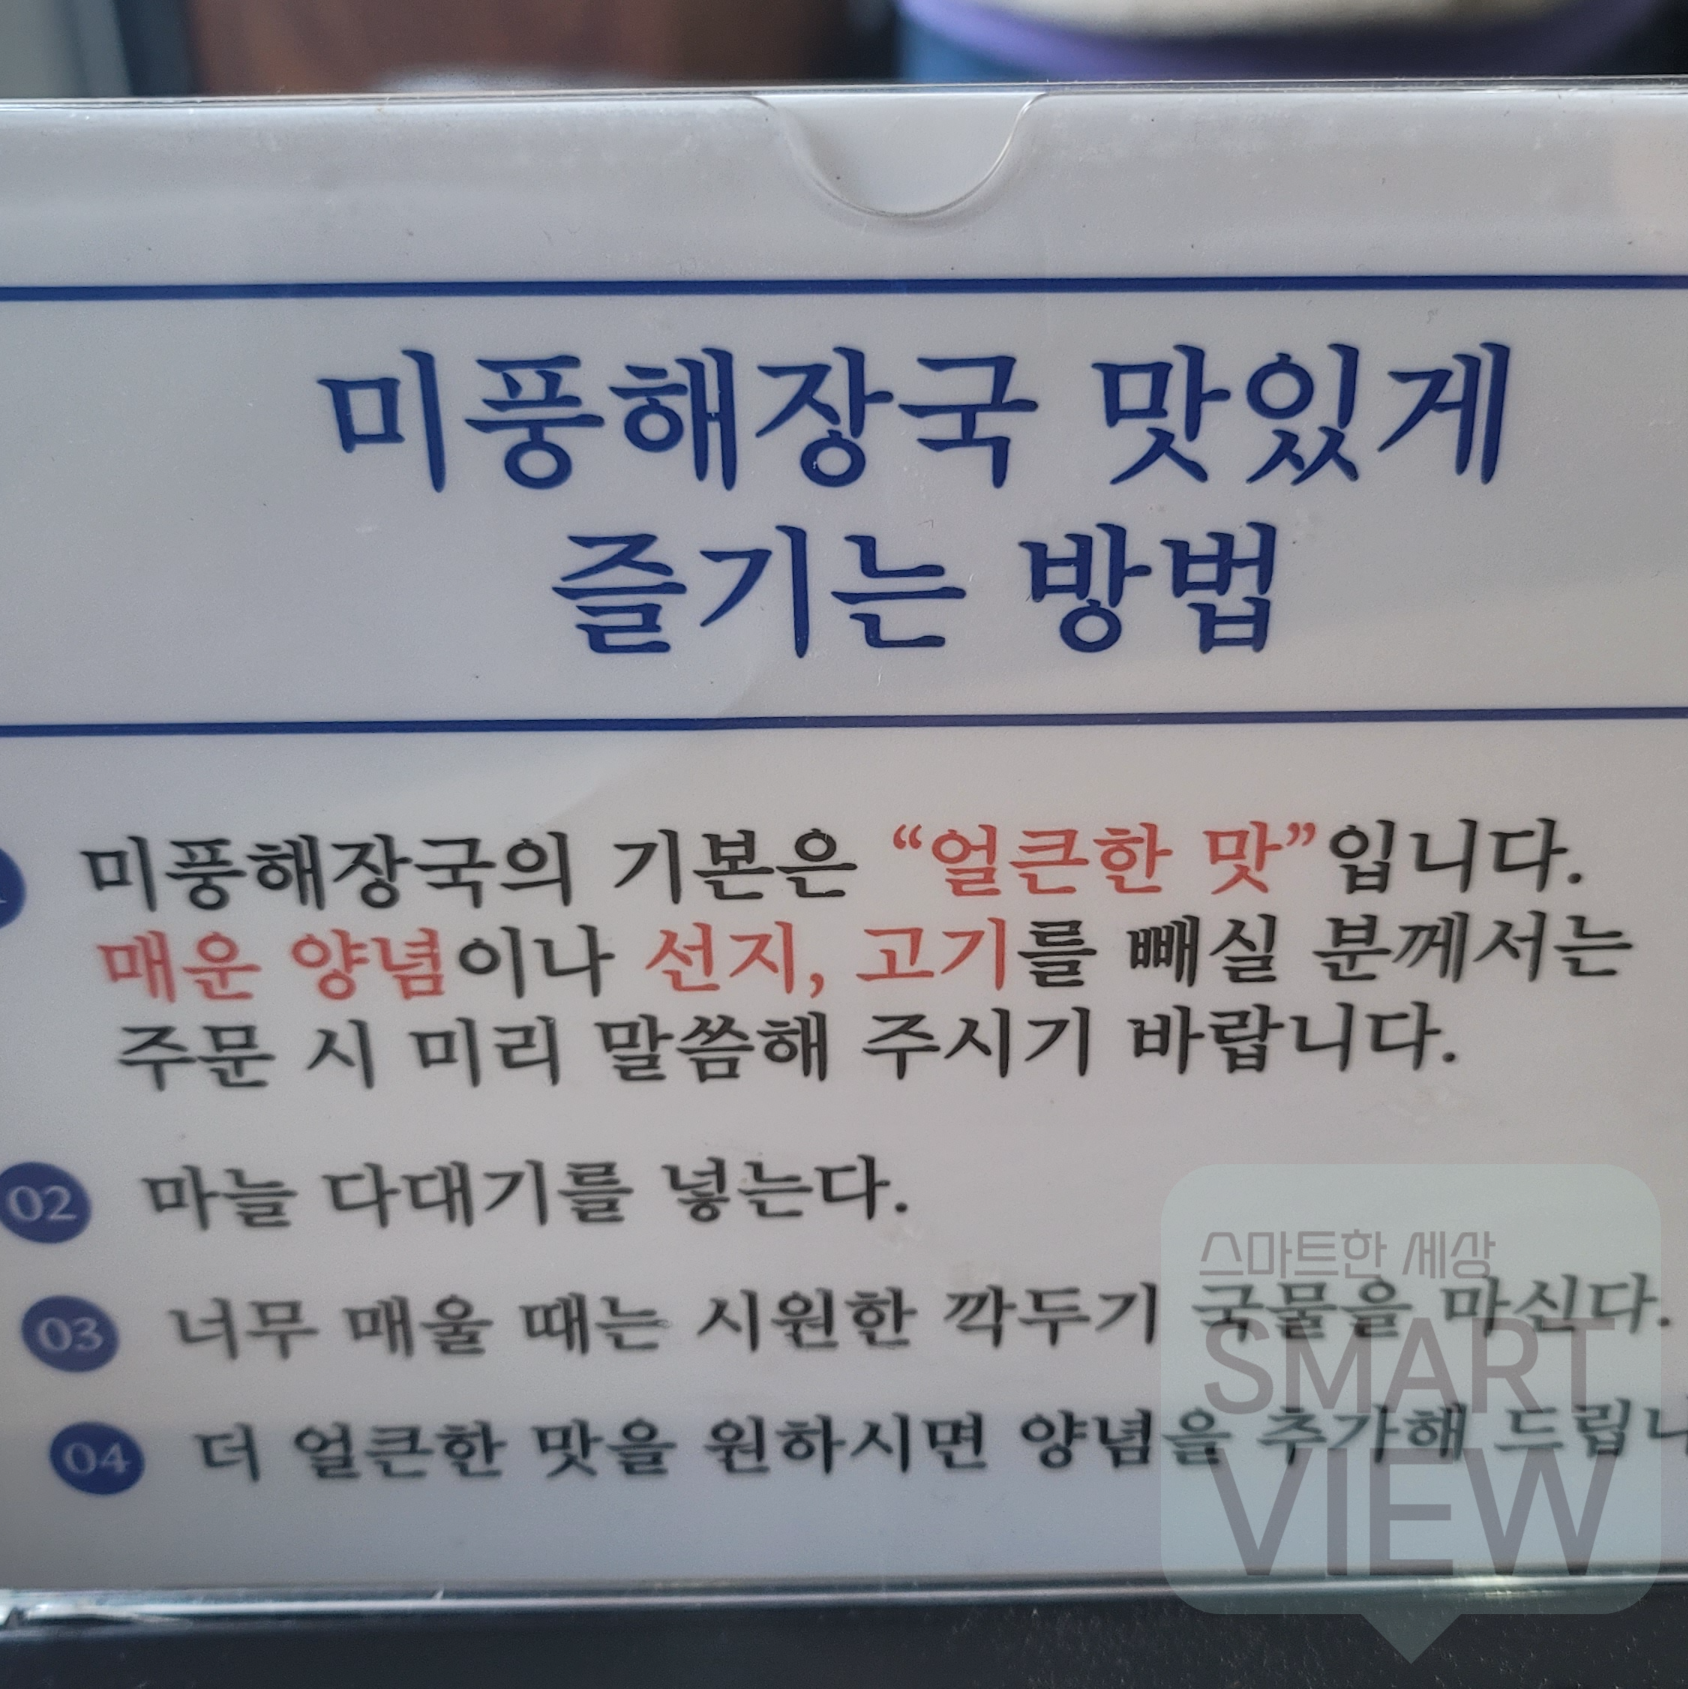 미풍해장국 맛있게
즐기는 방법
미풍해장국의 기본은 “얼큰한 맛”입니다.
매운 양념이나 선지, 고기를 빼실 분께서는
주문 시 미리 말씀해 주시기 바랍니다.
02 마늘 다대기를 넣는다.
03 너무 매울 때는 시원한 깍두기 국물을 마신다.
04 더 얼큰한 맛을 원하시면 양념을 추가해 드립니
스마트한 세상
SMART
VIEW